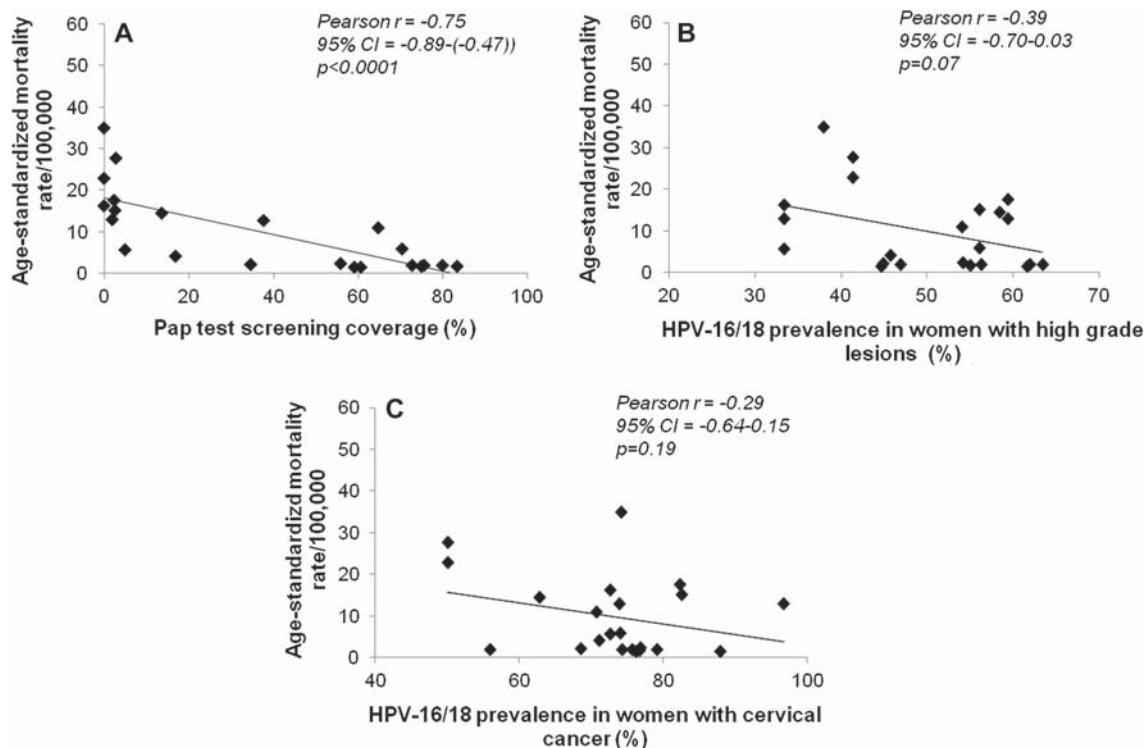 A
Pearson r = -0.75
95% CI = -0.89-(-0.47))
p<0.0001
Age-standardized mortality
rate/100,000
60
50
40
30
20
10
0
0 20 40 60 80 100
Pap test screening coverage (%)
B
Pearson r = -0.39
95% CI = -0.70-0.03
p=0.07
Age-standardized mortality
rate/100,000
60
50
40
30
20
10
0
20 30 40 50 60 70
HPV-16/18 prevalence in women with high grade
lesions (%)
C
Pearson r = -0.29
95% CI = -0.64-0.15
p=0.19
Age-standardizd mortality
rate/100,000
60
50
40
30
20
10
0
40 60 80 100
HPV-16/18 prevalence in women with cervical
cancer (%)